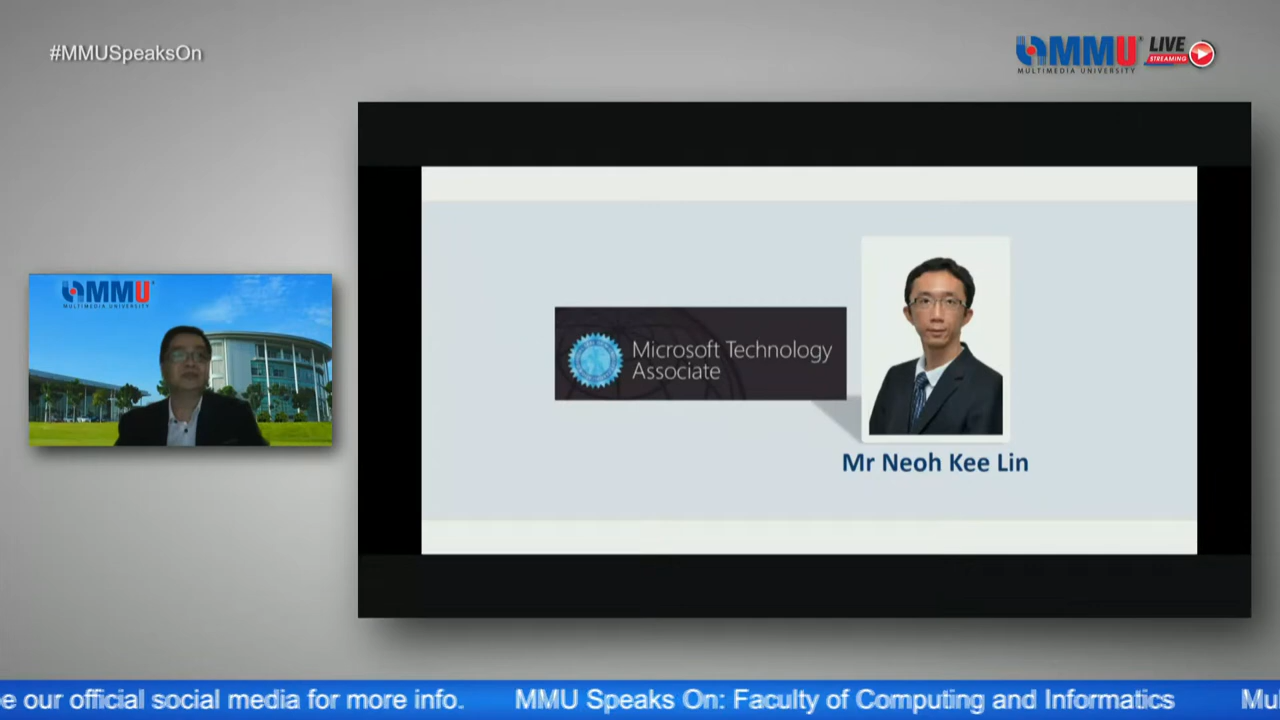 #MMUSpeaksOn
MMU
MULTIMEDIA UNIVERSITY
LIVE
STREAMING
MMU
MULTIMEDIA UNIVERSITY
Microsoft Technology
Associate
Mr Neoh Kee Lin
e our official social media for more info. MMU Speaks On: Faculty of Computing and Informatics Mu